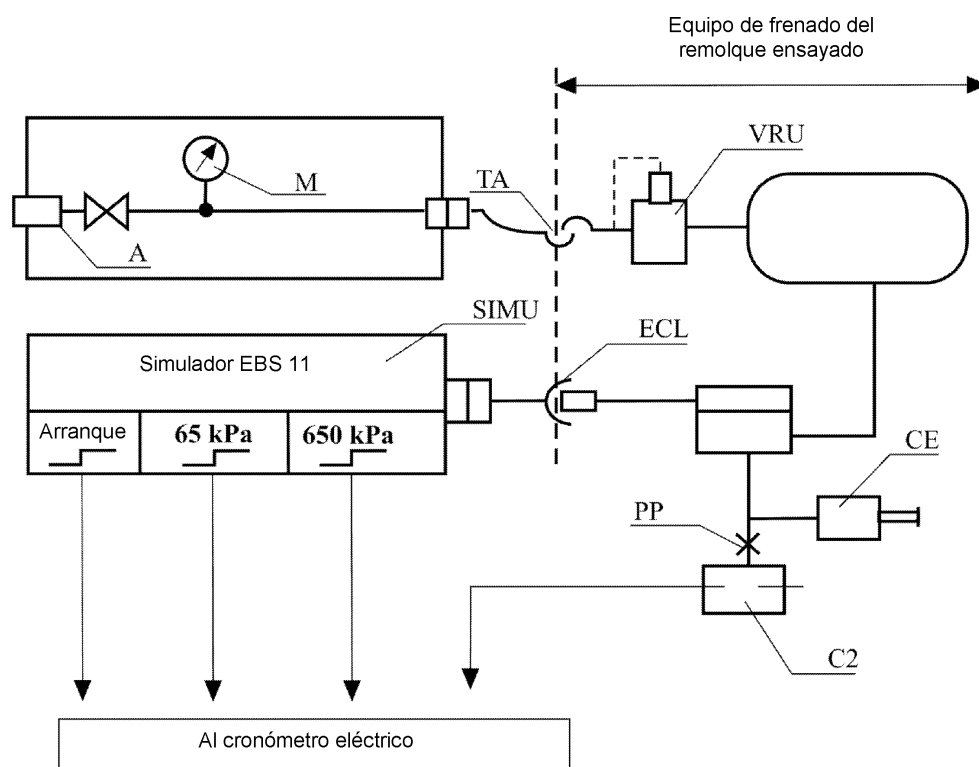 Equipo de frenado del
remolque ensayado
VRU
TA
M
A
SIMU
ECL
Simulador EBS 11
Arranque
65 kPa
650 kPa
CE
PP
C2
Al cronómetro eléctrico